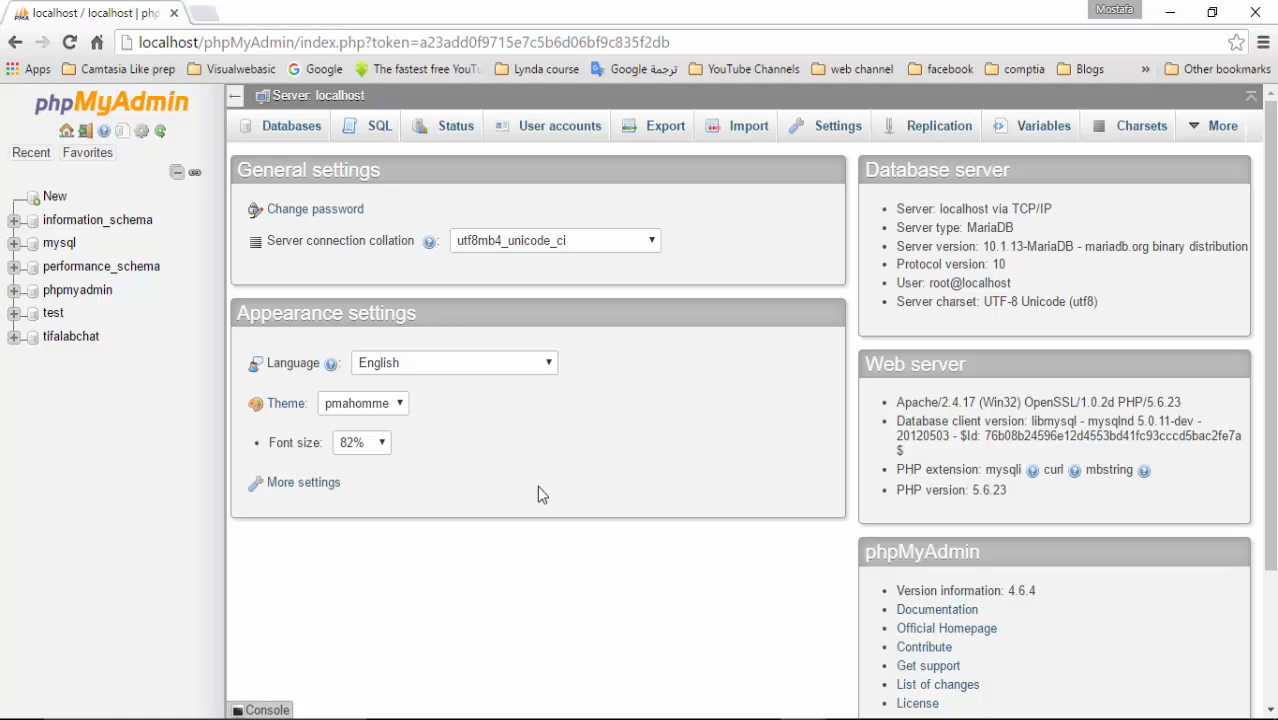 localhost / localhost | php
Mostafa
localhost/phpMyAdmin/index.php?token=a23add0f9715e7c5b6d06bf9c835f2db
Apps Camtasia Like prep Visualwebasic Google The fastest free YouTu Lynda course ترجمة Google YouTube Channels web channel facebook comptia Blogs » Other bookmarks
phpMyAdmin
Server: localhost
Databases SQL Status User accounts Export Import Settings Replication Variables Charsets More
Recent Favorites
New
information_schema
mysql
performance_schema
phpmyadmin
test
tifalabchat
General settings
Change password
Server connection collation : utf8mb4_unicode_ci
Appearance settings
Language : English
Theme: pmahomme
• Font size: 82%
More settings
Database server
• Server: localhost via TCP/IP
• Server type: MariaDB
• Server version: 10.1.13-MariaDB - mariadb.org binary distribution
• Protocol version: 10
• User: root@localhost
• Server charset: UTF-8 Unicode (utf8)
Web server
• Apache/2.4.17 (Win32) OpenSSL/1.0.2d PHP/5.6.23
• Database client version: libmysql - mysqlnd 5.0.11-dev -
20120503 - $Id: 76b08b24596e12d4553bd41fc93cccd5bac2fe7a
$
• PHP extension: mysqli curl mbstring
• PHP version: 5.6.23
phpMyAdmin
• Version information: 4.6.4
• Documentation
• Official Homepage
• Contribute
• Get support
• List of changes
• License
Console